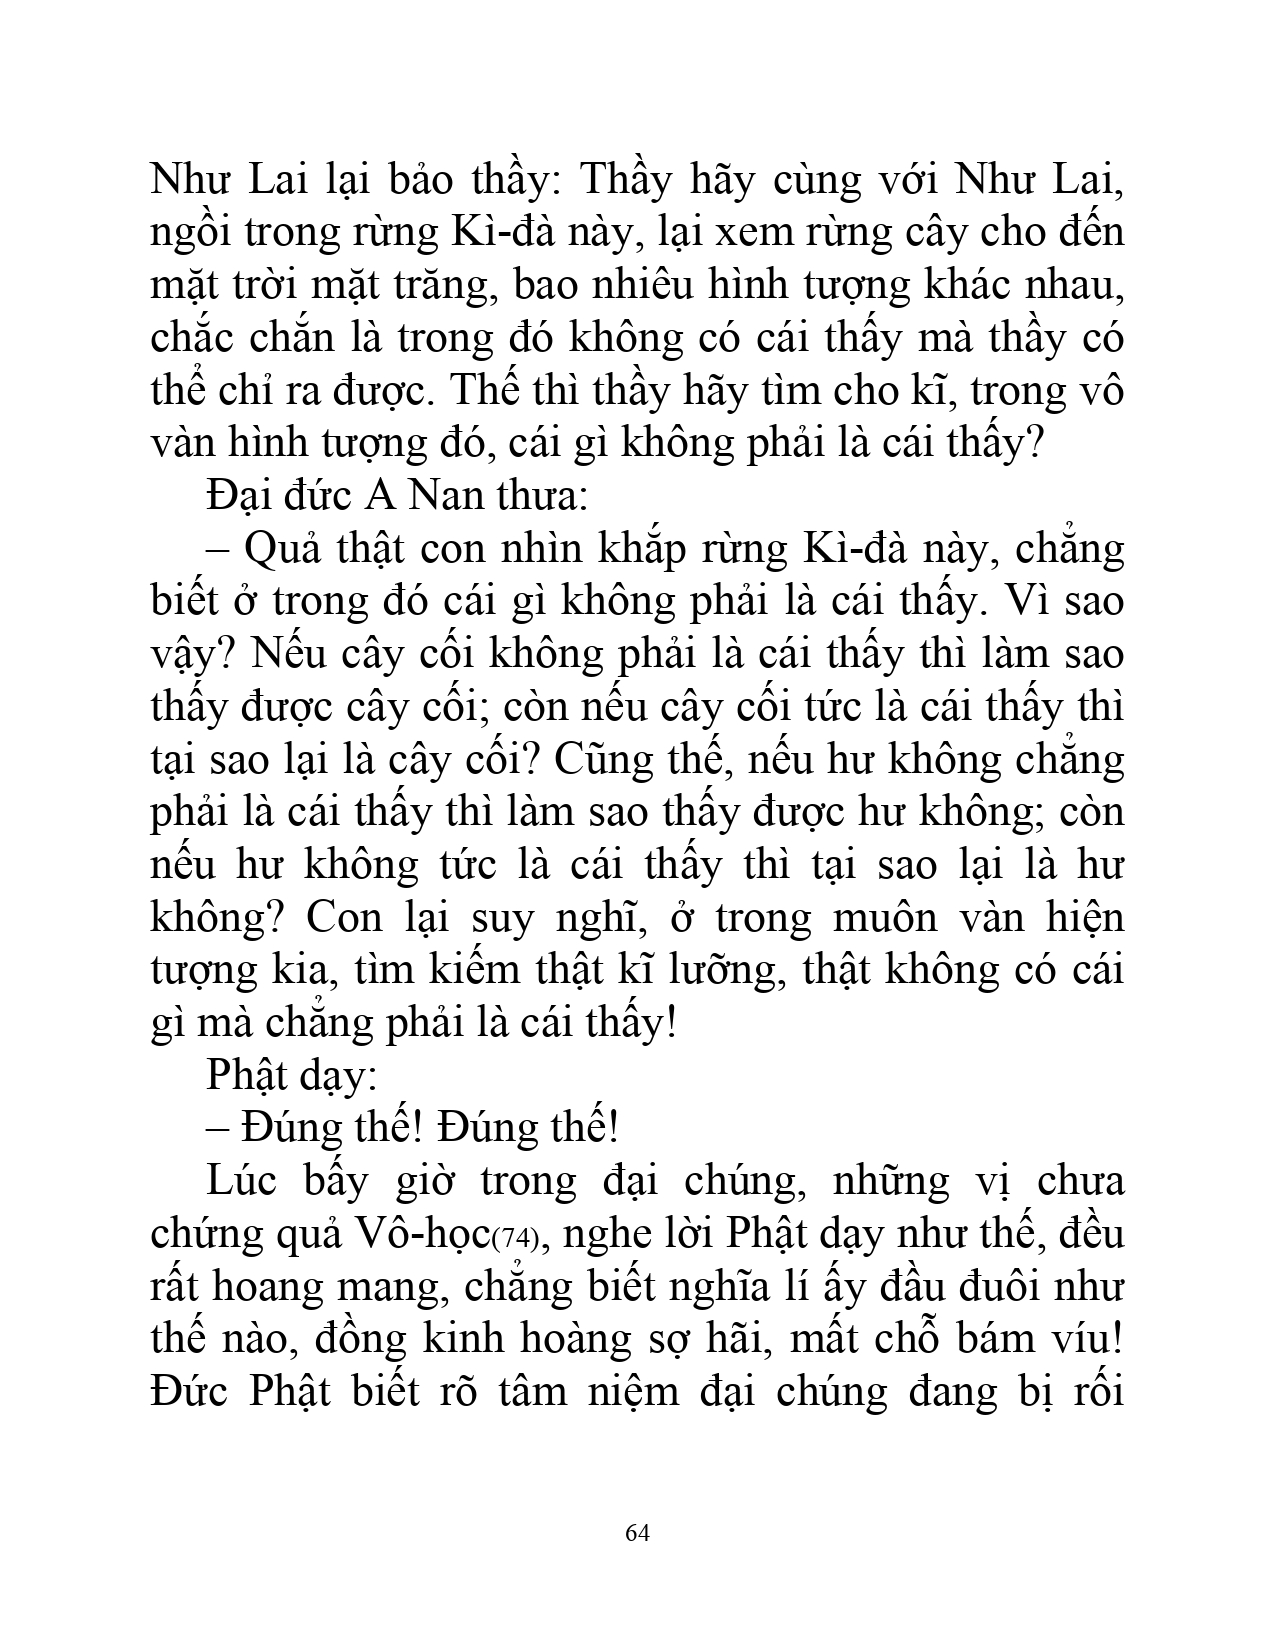 Như Lai lại bảo thầy: Thầy hãy cùng với Như Lai,
ngồi trong rừng Kì-đà này, lại xem rừng cây cho đến
mặt trời mặt trăng, bao nhiêu hình tượng khác nhau,
chắc chắn là trong đó không có cái thấy mà thầy có
thể chỉ ra được. Thế thì thầy hãy tìm cho kĩ, trong vô
vàn hình tượng đó, cái gì không phải là cái thấy?
Đại đức A Nan thưa:
– Quả thật con nhìn khắp rừng Kì-đà này, chẳng
biết ở trong đó cái gì không phải là cái thấy. Vì sao
vậy? Nếu cây cối không phải là cái thấy thì làm sao
thấy được cây cối; còn nếu cây cối tức là cái thấy thì
tại sao lại là cây cối? Cũng thế, nếu hư không chẳng
phải là cái thấy thì làm sao thấy được hư không; còn
nếu hư không tức là cái thấy thì tại sao lại là hư
không? Con lại suy nghĩ, ở trong muôn vàn hiện
tượng kia, tìm kiếm thật kĩ lưỡng, thật không có cái
gì mà chẳng phải là cái thấy!
Phật dạy:
– Đúng thế! Đúng thế!
Lúc bấy giờ trong đại chúng, những vị chưa
chứng quả Vô-học(74), nghe lời Phật dạy như thế, đều
rất hoang mang, chẳng biết nghĩa lí ấy đầu đuôi như
thế nào, đồng kinh hoàng sợ hãi, mất chỗ bám víu!
Đức Phật biết rõ tâm niệm đại chúng đang bị rối
64